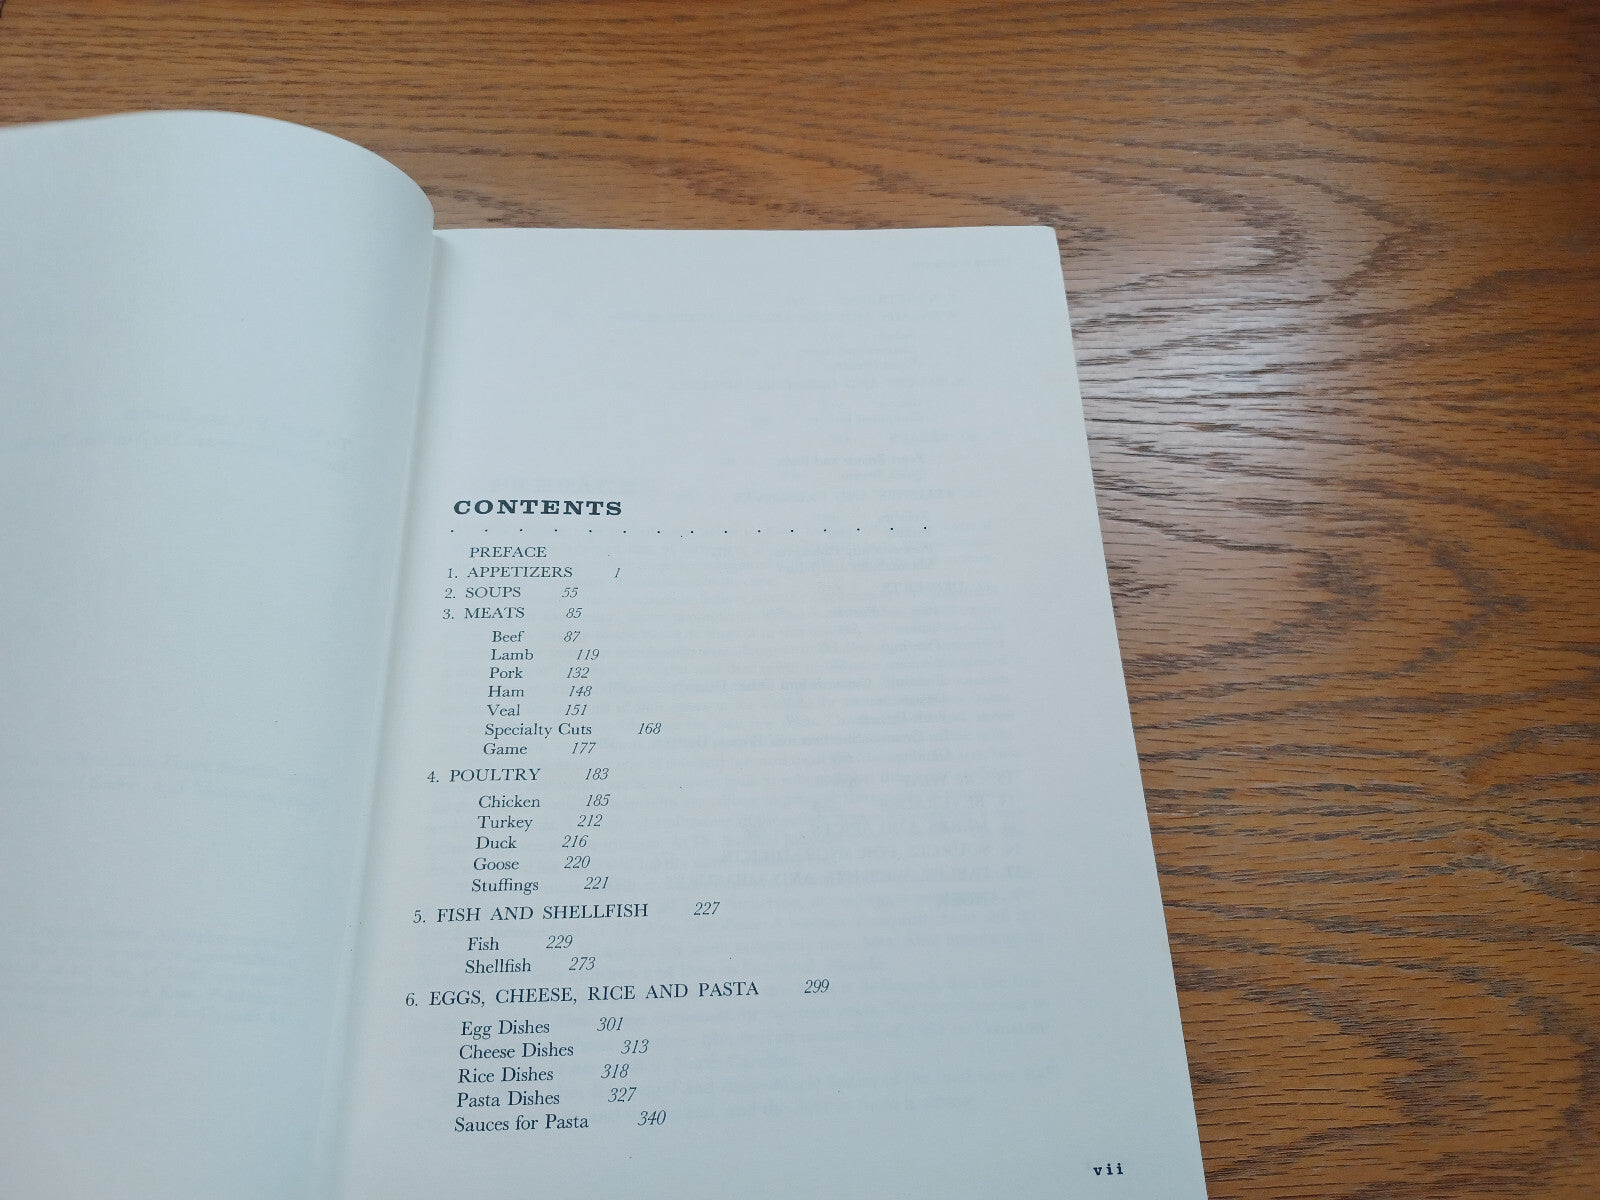 CONTENTS
PREFACE
1. APPETIZERS 1
2. SOUPS 55
3. MEATS 85
Beef 87
Lamb 119
Pork 132
Ham 148
Veal 151
Specialty Cuts 168
Game 177
4. POULTRY 183
Chicken 185
Turkey 212
Duck 216
Goose 220
Stuffings 221
5. FISH AND SHELLFISH 227
Fish 229
Shellfish 273
6. EGGS, CHEESE, RICE AND PASTA 299
Egg Dishes 301
Cheese Dishes 313
Rice Dishes 318
Pasta Dishes 327
Sauces for Pasta 340
vii